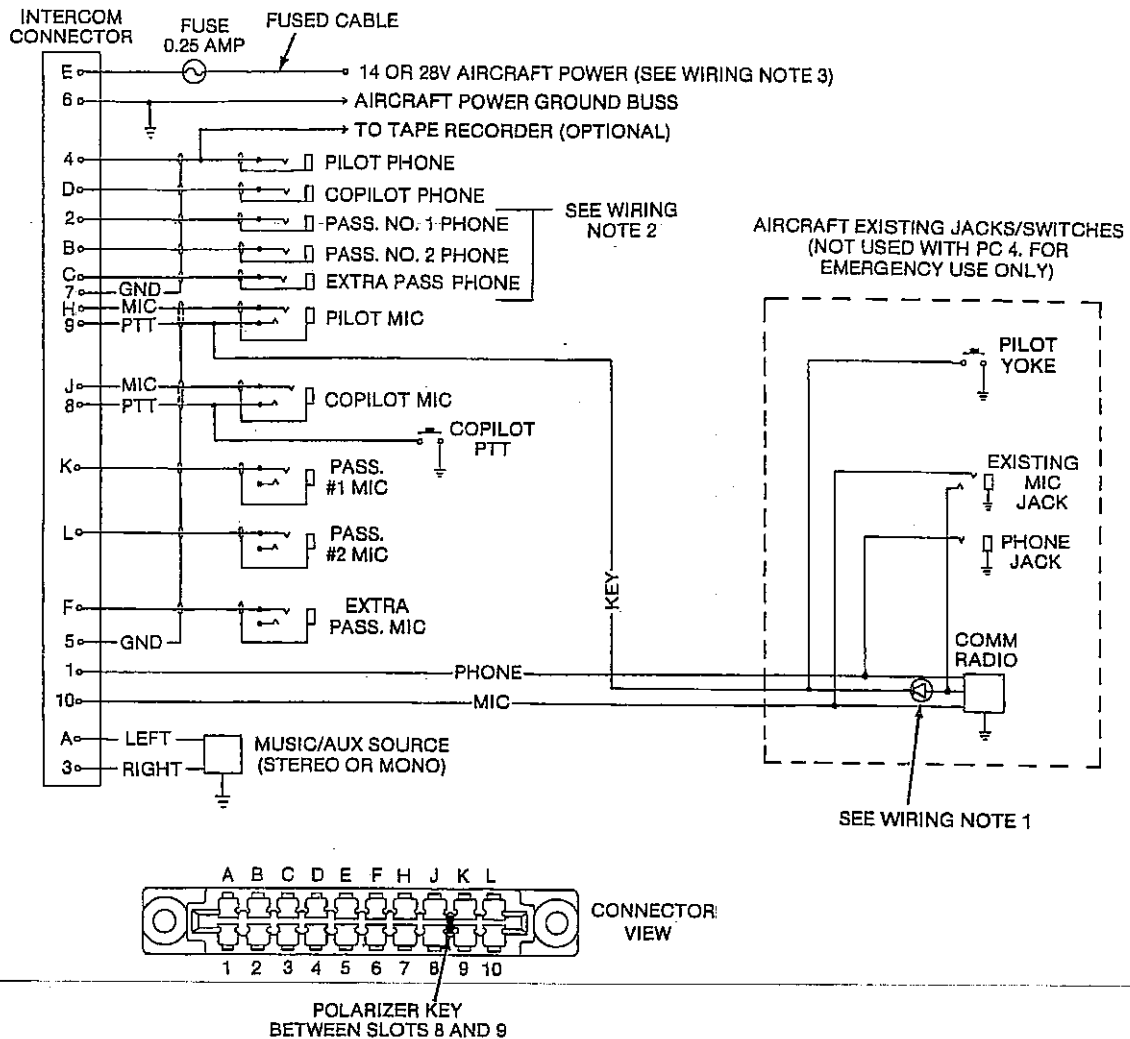 INTERCOM
CONNECTOR
FUSE
0.25 AMP
FUSED CABLE
E
14 OR 28V AIRCRAFT POWER (SEE WIRING NOTE 3)
6
AIRCRAFT POWER GROUND BUSS
TO TAPE RECORDER (OPTIONAL)
4
PILOT PHONE
D
COPILOT PHONE
2
PASS. NO. 1 PHONE
B
PASS. NO. 2 PHONE
C
EXTRA PASS PHONE
SEE WIRING
NOTE 2
7
GND
H
MIC
9
PTT
PILOT MIC
J
MIC
8
PTT
COPILOT MIC
COPILOT
PTT
K
PASS.
#1 MIC
L
PASS.
#2 MIC
F
EXTRA
PASS. MIC
5
GND
1
PHONE
10
MIC
KEY
A
LEFT
3
RIGHT
MUSIC/AUX SOURCE
(STEREO OR MONO)
AIRCRAFT EXISTING JACKS/SWITCHES
(NOT USED WITH PC 4. FOR
EMERGENCY USE ONLY)
PILOT
YOKE
EXISTING
MIC
JACK
PHONE
JACK
COMM
RADIO
SEE WIRING NOTE 1
A B C D E F H J K L
1 2 3 4 5 6 7 8 9 10
CONNECTOR
VIEW
POLARIZER KEY
BETWEEN SLOTS 8 AND 9